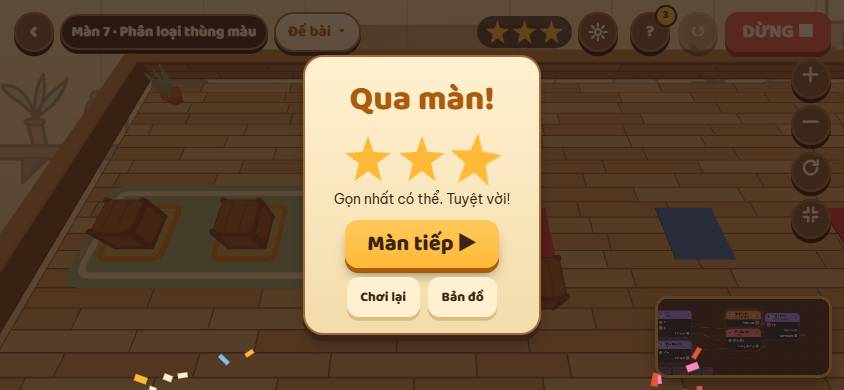 Màn 7 · Phân loại thùng màu
Đề bài
?
3
DỪNG
Qua màn!
Gọn nhất có thể. Tuyệt vời!
Màn tiếp
Chơi lại
Bản đồ